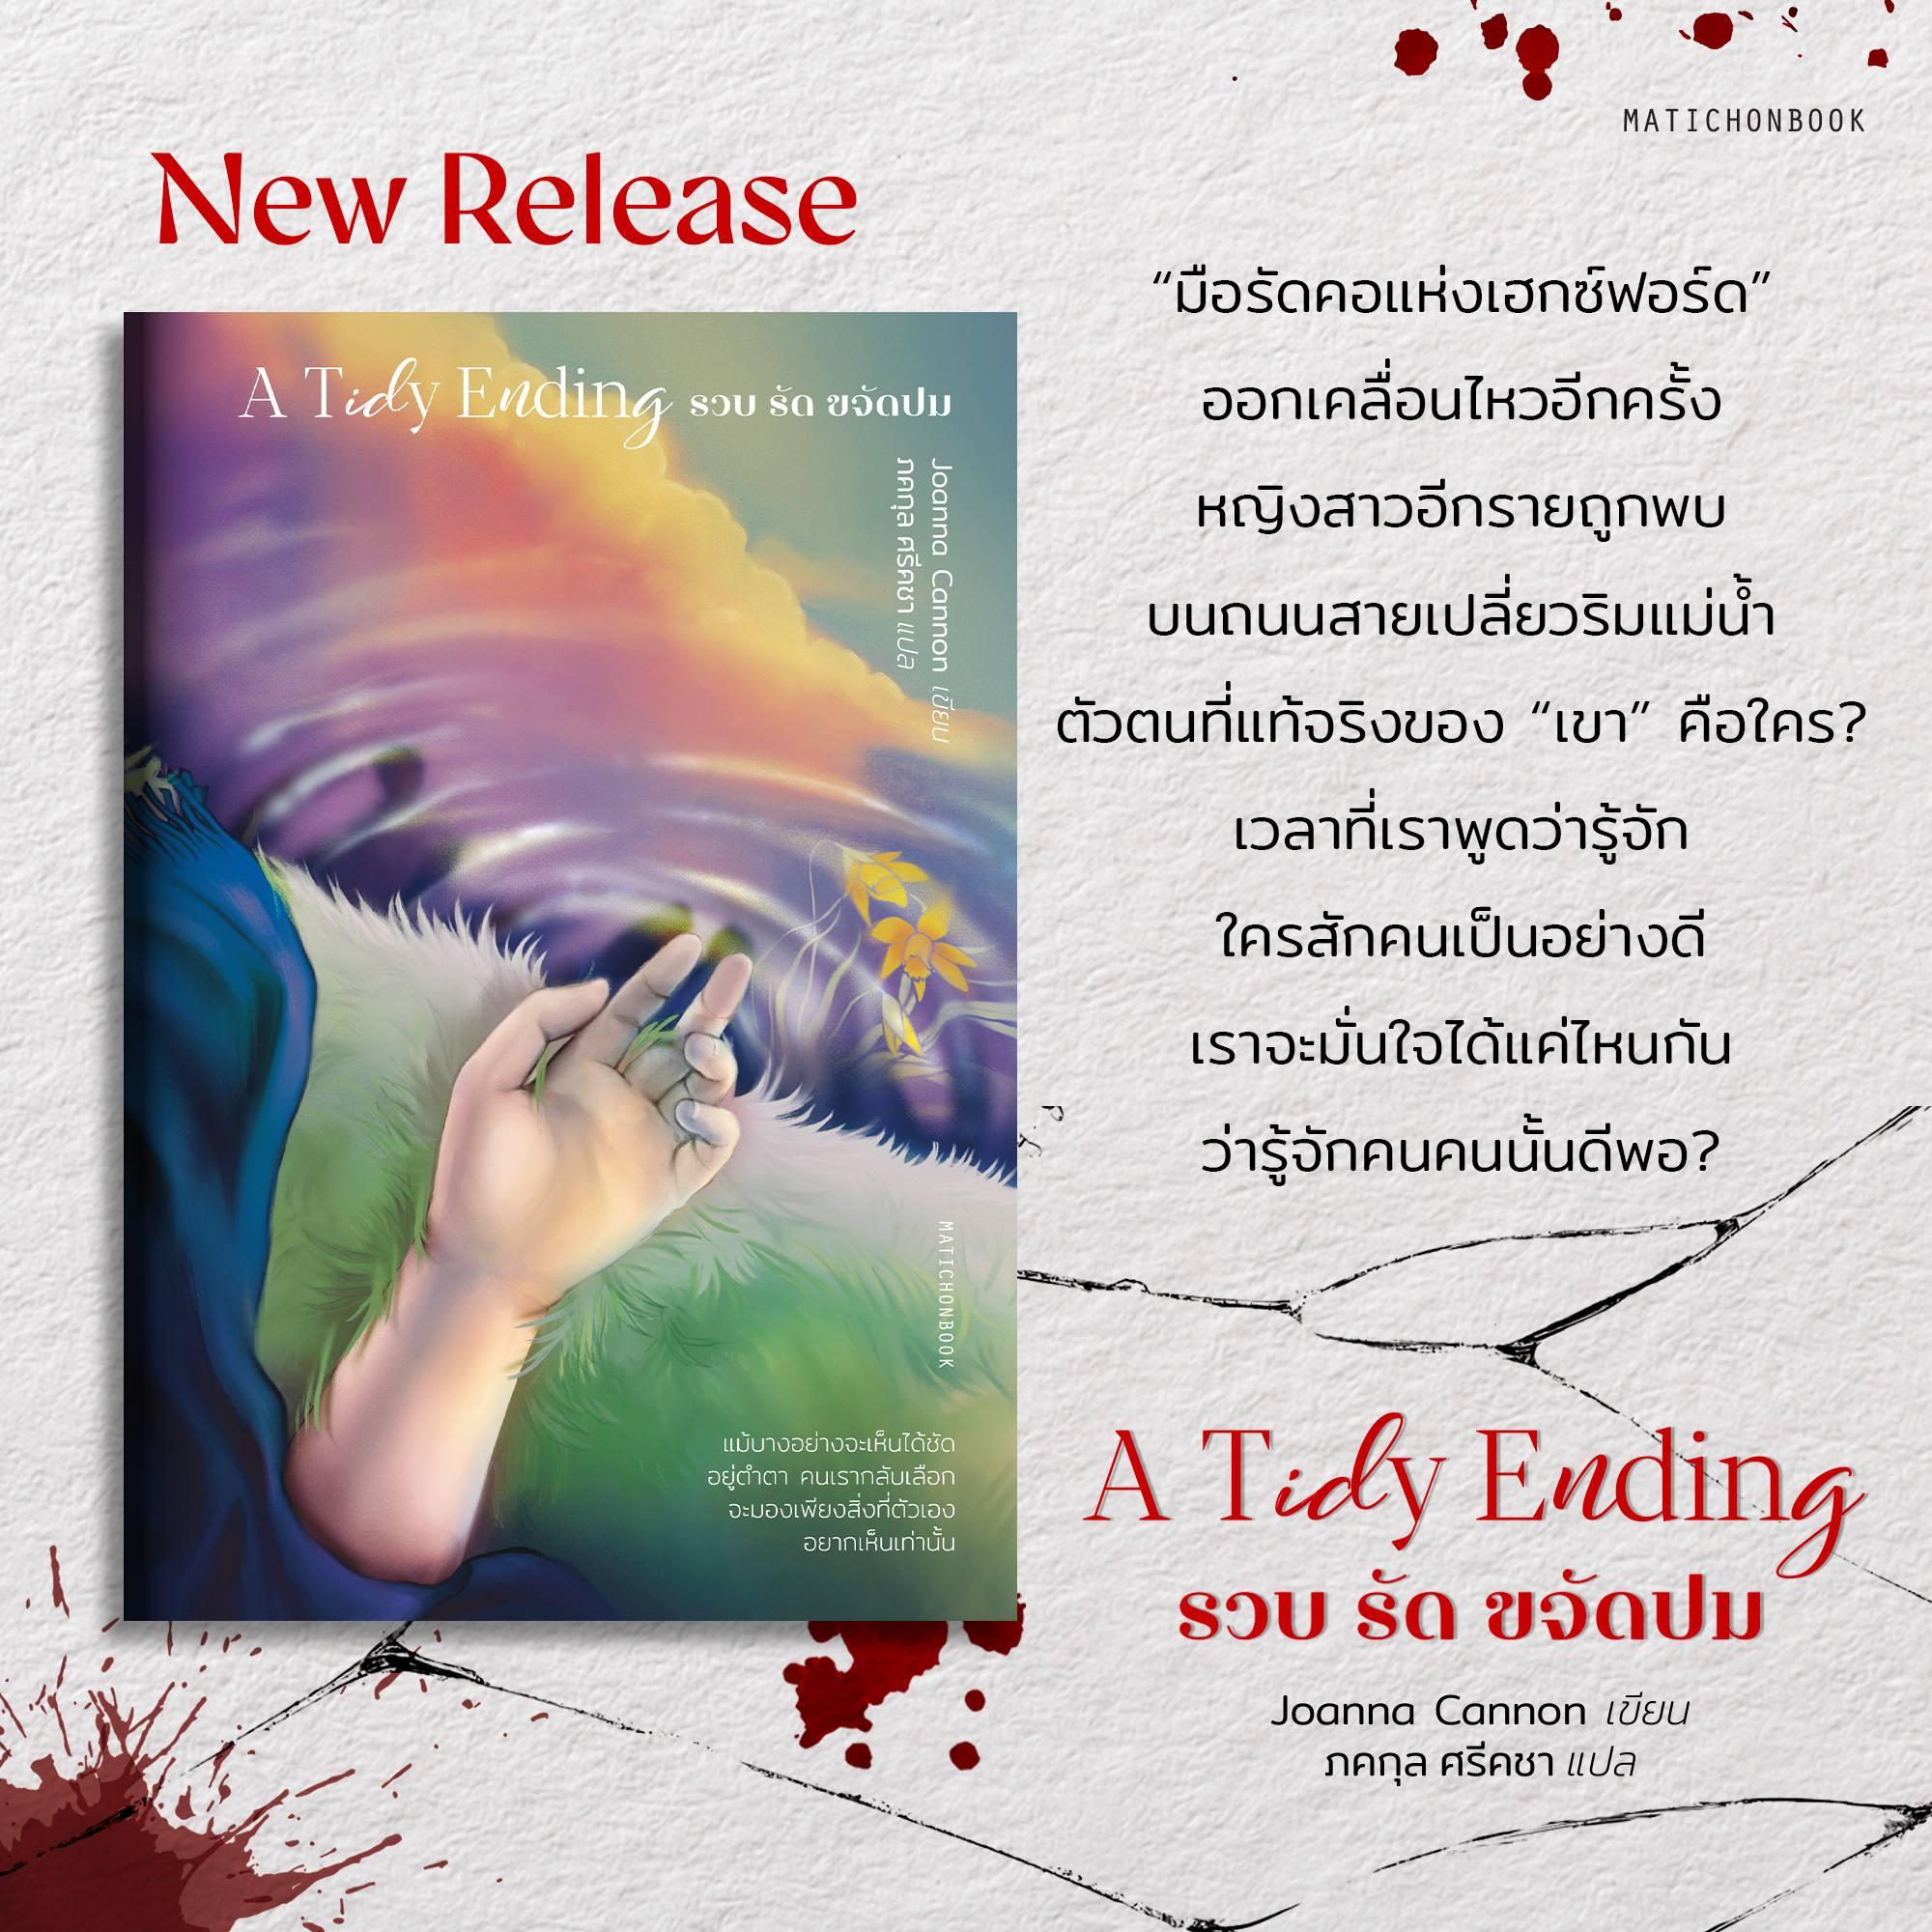 MATICHONBOOK
New Release
A Tidy Ending รวบ รัด ขจัดปม
Joanna Cannon เขียน
ภคกุล ศรีคชา แปล
MATICHONBOOK
แม้บางอย่างจะเห็นได้ชัด
อยู่ตำตา คนเรากลับเลือก
จะมองเพียงสิ่งที่ตัวเอง
อยากเห็นเท่านั้น
“มือรัดคอแห่งเฮกซ์ฟอร์ด”
ออกเคลื่อนไหวอีกครั้ง
หญิงสาวอีกรายถูกพบ
บนถนนสายเปลี่ยวริมแม่น้ำ
ตัวตนที่แท้จริงของ “เขา” คือใคร?
เวลาที่เราพูดว่ารู้จัก
ใครสักคนเป็นอย่างดี
เราจะมั่นใจได้แค่ไหนกัน
ว่ารู้จักคนคนนั้นดีพอ?
A Tidy Ending
รวบ รัด ขจัดปม
Joanna Cannon เขียน
ภคกุล ศรีคชา แปล